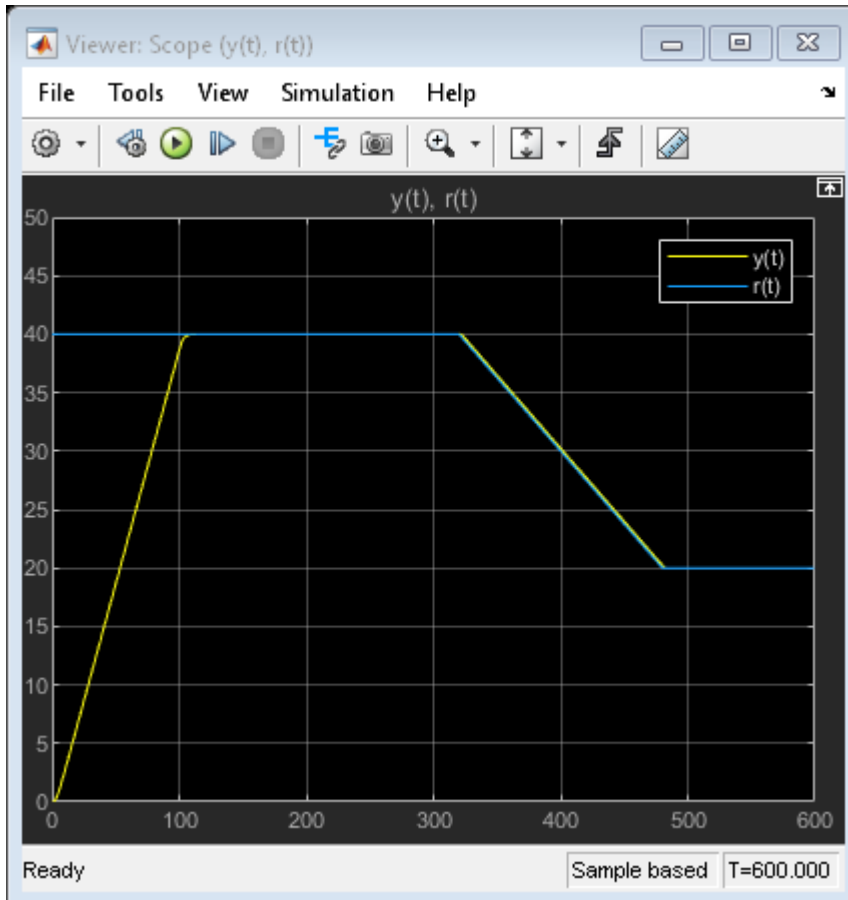 Viewer: Scope (y(t), r(t))
File Tools View Simulation Help
y(t), r(t)
50
45
40
35
30
25
20
15
10
5
0
y(t)
r(t)
0 100 200 300 400 500 600
Ready Sample based T=600.000